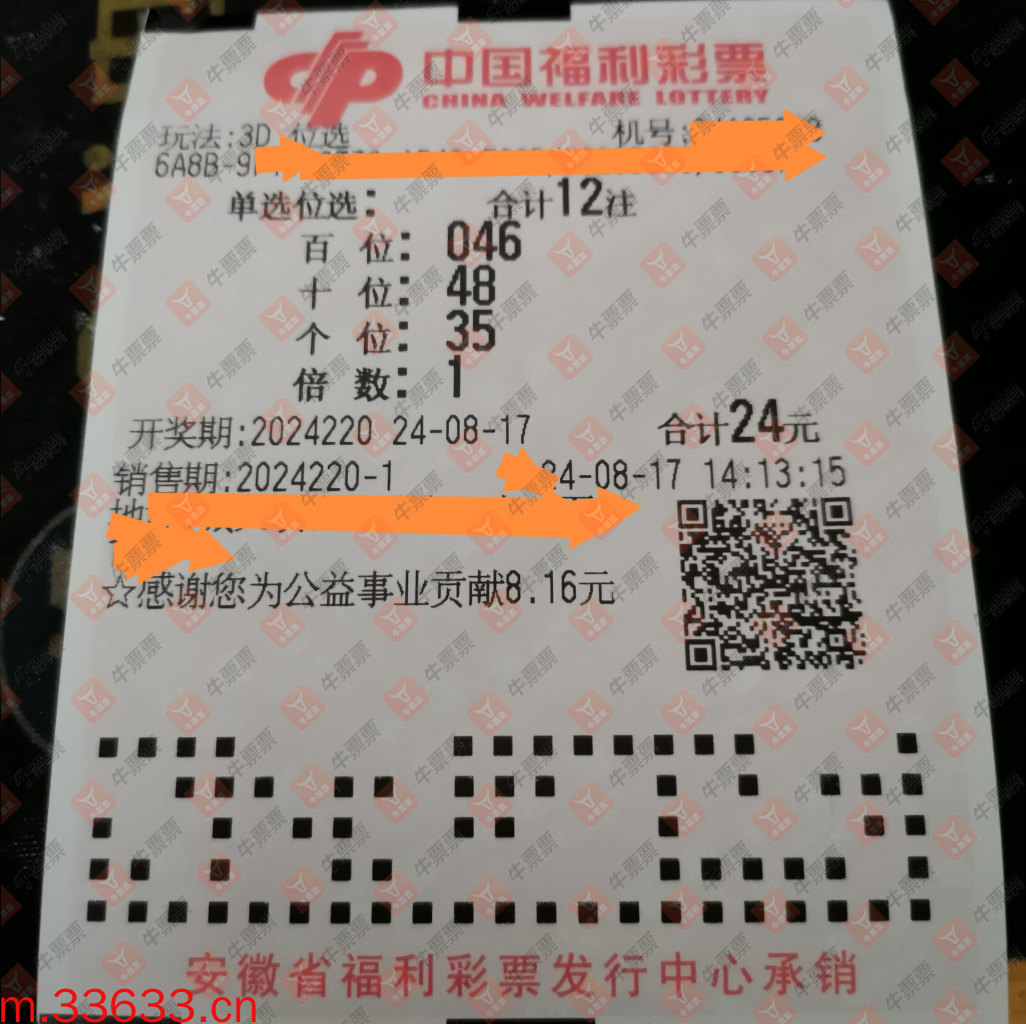 中国福利彩票
CHINA WELFARE LOTTERY
玩法:3D 位选 机号:
6A8B-9
单选位选: 合计12注
百 位: 046
十 位: 48
个 位: 35
倍 数: 1
开奖期:2024220 24-08-17 合计24元
销售期:2024220-1 24-08-17 14:13:15
☆感谢您为公益事业贡献8.16元
安徽省福利彩票发行中心承销
m.33633.cn
牛票票